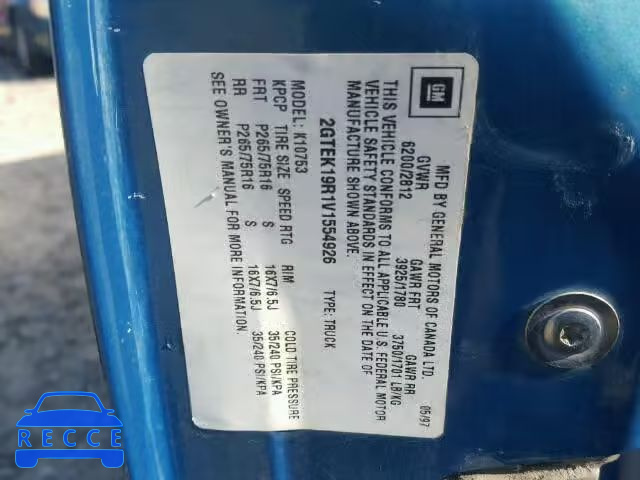 GM
MFD BY GENERAL MOTORS OF CANADA LTD. 05/97
GVWR GAWR FRT GAWR RR
6200/2812 3925/1780 3750/1701 LB/KG
THIS VEHICLE CONFORMS TO ALL APPLICABLE U.S. FEDERAL MOTOR
VEHICLE SAFETY STANDARDS IN EFFECT ON THE DATE OF
MANUFACTURE SHOWN ABOVE.
2GTEK19R1V1554926 TYPE: TRUCK
MODEL: K10753
KPCP TIRE SIZE SPEED RTG RIM COLD TIRE PRESSURE
FRT P265/75R16 S 16X7/6.5J 35/240 PSI/KPA
RR P265/75R16 S 16X7/6.5J 35/240 PSI/KPA
SEE OWNER'S MANUAL FOR MORE INFORMATION.
RECCE